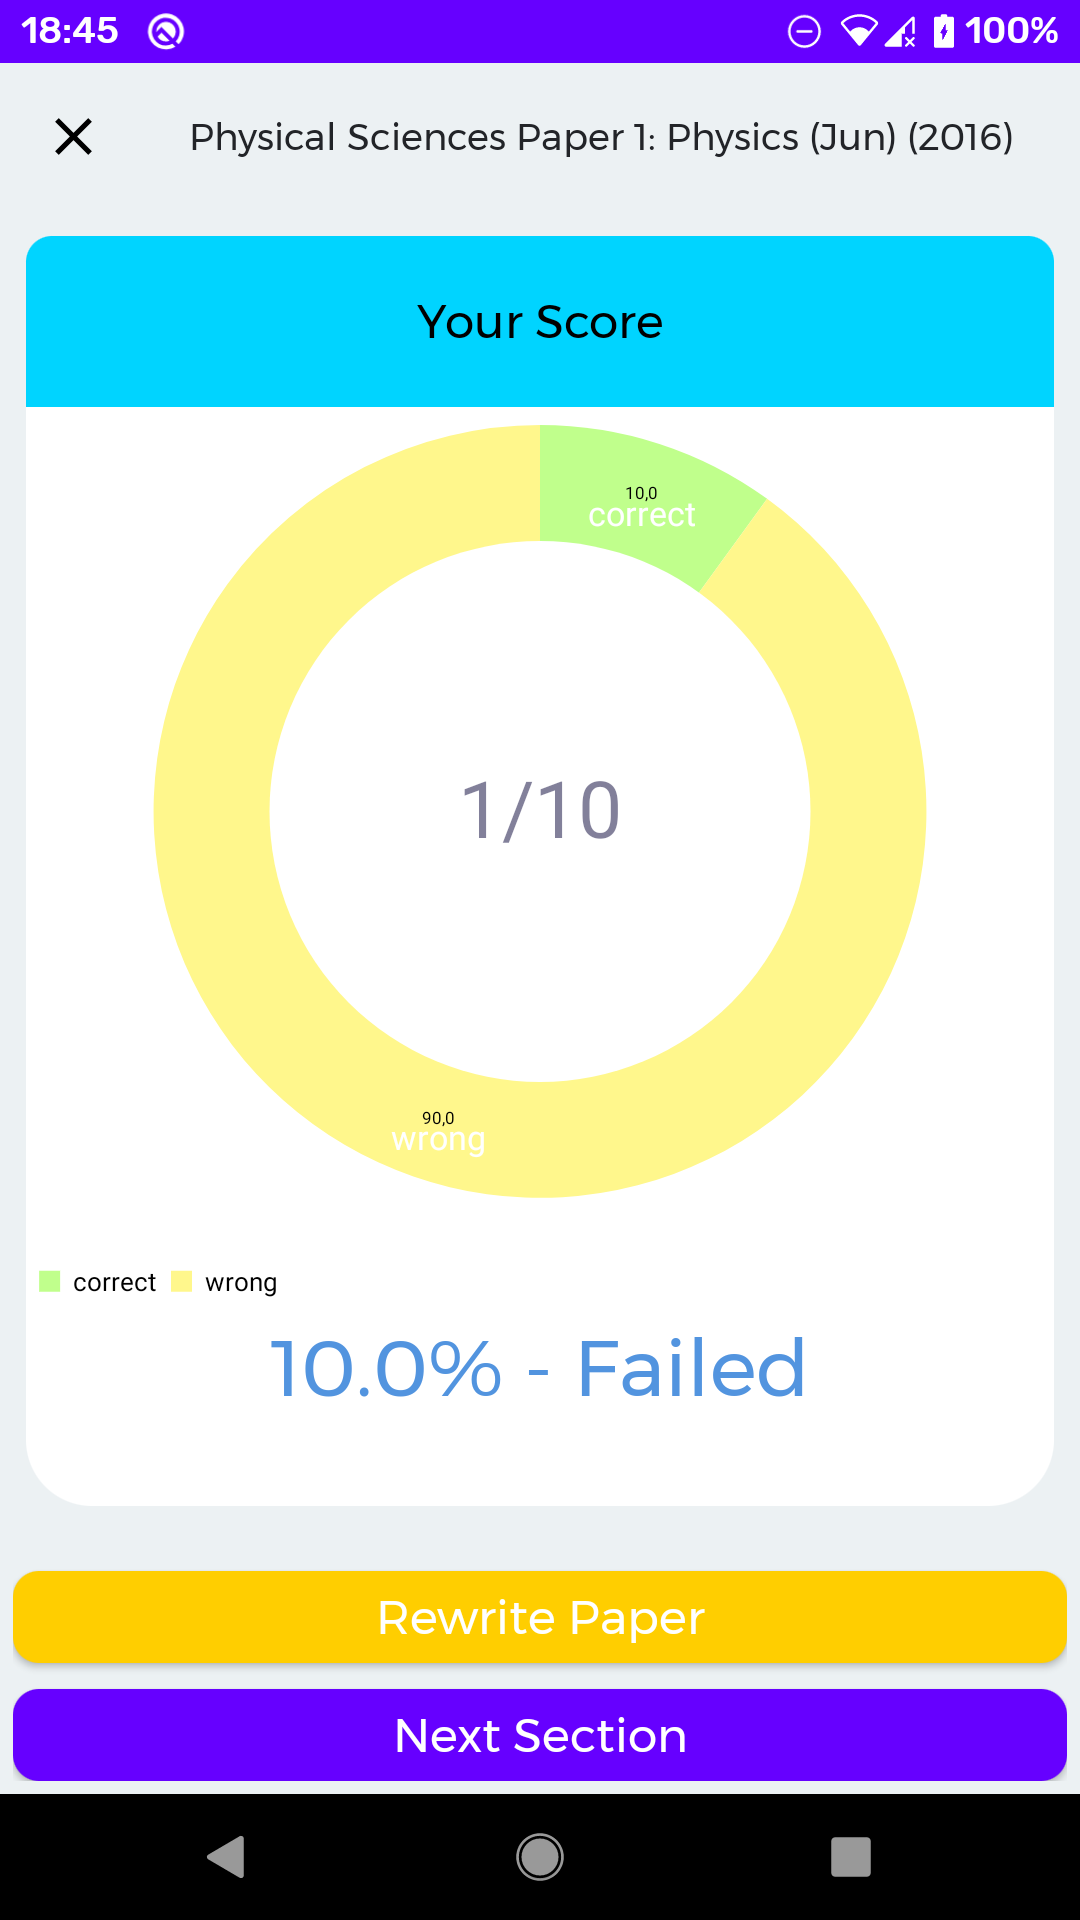 18:45 100%
Physical Sciences Paper 1: Physics (Jun) (2016)
Your Score
10,0
correct
1/10
90,0
wrong
correct wrong
10.0% - Failed
Rewrite Paper
Next Section